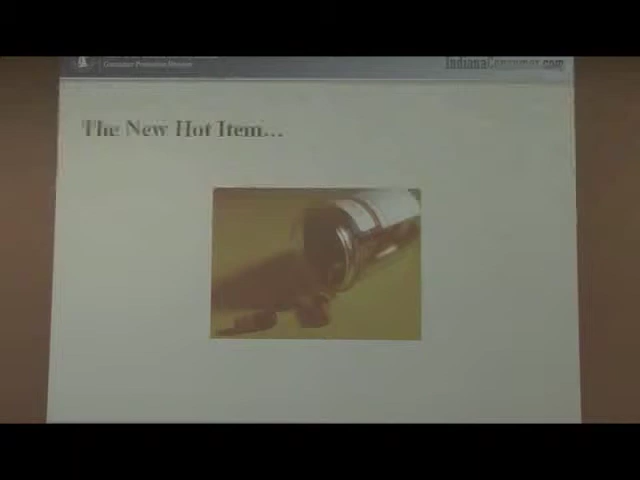 Consumer Protection Division
IndianaConsumer.com
The New Hot Item...